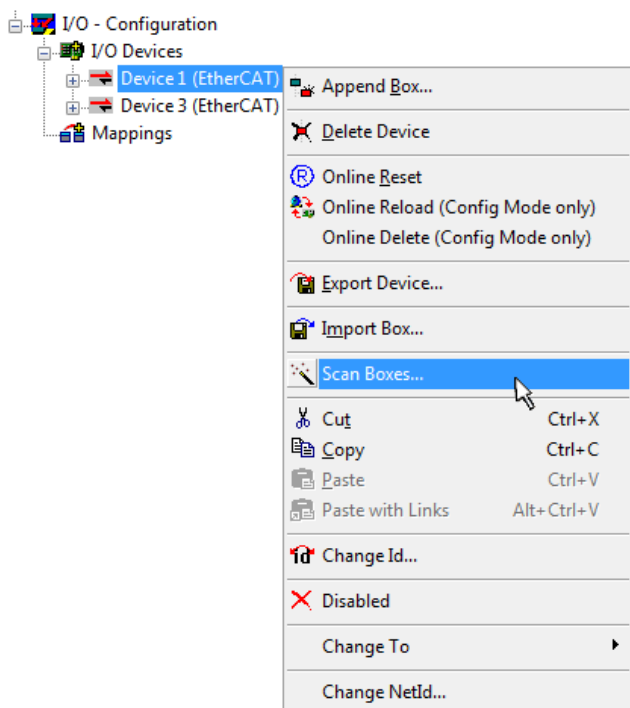 I/O - Configuration
I/O Devices
Device 1 (EtherCAT)
Device 3 (EtherCAT)
Mappings
Append Box...
Delete Device
Online Reset
Online Reload (Config Mode only)
Online Delete (Config Mode only)
Export Device...
Import Box...
Scan Boxes...
Cut Ctrl+X
Copy Ctrl+C
Paste Ctrl+V
Paste with Links Alt+Ctrl+V
Change Id...
Disabled
Change To
Change NetId...